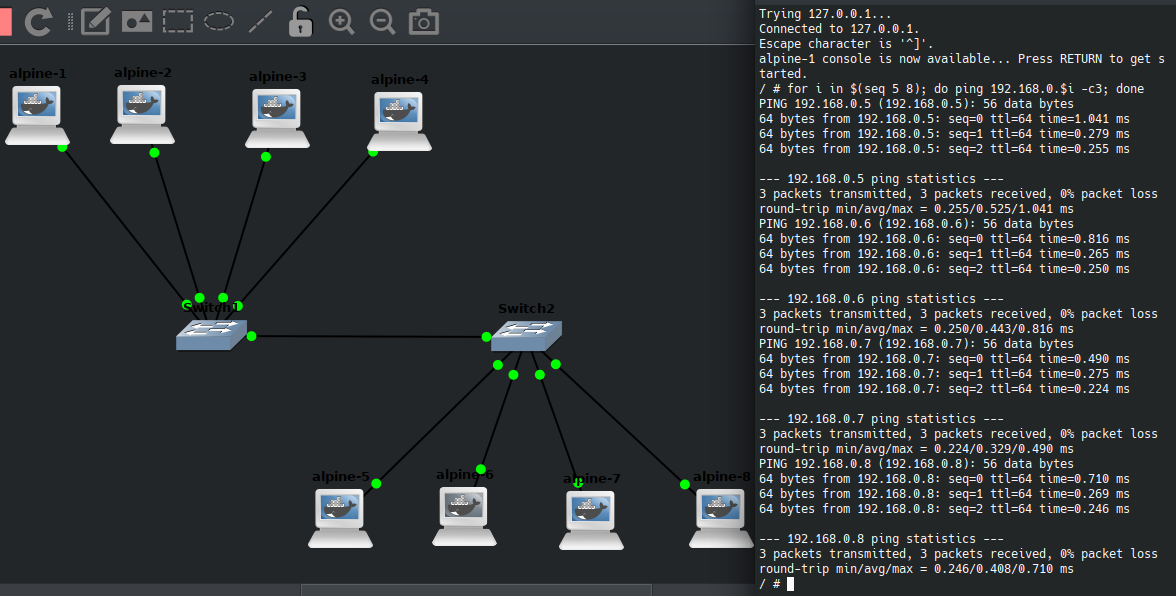 alpine-1
alpine-2
alpine-3
alpine-4
Switch1
Switch2
alpine-5
alpine-6
alpine-7
alpine-8
Trying 127.0.0.1...
Connected to 127.0.0.1.
Escape character is '^]'.
alpine-1 console is now available... Press RETURN to get s
tarted.
/ # for i in $(seq 5 8); do ping 192.168.0.$i -c3; done
PING 192.168.0.5 (192.168.0.5): 56 data bytes
64 bytes from 192.168.0.5: seq=0 ttl=64 time=1.041 ms
64 bytes from 192.168.0.5: seq=1 ttl=64 time=0.279 ms
64 bytes from 192.168.0.5: seq=2 ttl=64 time=0.255 ms
--- 192.168.0.5 ping statistics ---
3 packets transmitted, 3 packets received, 0% packet loss
round-trip min/avg/max = 0.255/0.525/1.041 ms
PING 192.168.0.6 (192.168.0.6): 56 data bytes
64 bytes from 192.168.0.6: seq=0 ttl=64 time=0.816 ms
64 bytes from 192.168.0.6: seq=1 ttl=64 time=0.265 ms
64 bytes from 192.168.0.6: seq=2 ttl=64 time=0.250 ms
--- 192.168.0.6 ping statistics ---
3 packets transmitted, 3 packets received, 0% packet loss
round-trip min/avg/max = 0.250/0.443/0.816 ms
PING 192.168.0.7 (192.168.0.7): 56 data bytes
64 bytes from 192.168.0.7: seq=0 ttl=64 time=0.490 ms
64 bytes from 192.168.0.7: seq=1 ttl=64 time=0.275 ms
64 bytes from 192.168.0.7: seq=2 ttl=64 time=0.224 ms
--- 192.168.0.7 ping statistics ---
3 packets transmitted, 3 packets received, 0% packet loss
round-trip min/avg/max = 0.224/0.329/0.490 ms
PING 192.168.0.8 (192.168.0.8): 56 data bytes
64 bytes from 192.168.0.8: seq=0 ttl=64 time=0.710 ms
64 bytes from 192.168.0.8: seq=1 ttl=64 time=0.269 ms
64 bytes from 192.168.0.8: seq=2 ttl=64 time=0.246 ms
--- 192.168.0.8 ping statistics ---
3 packets transmitted, 3 packets received, 0% packet loss
round-trip min/avg/max = 0.246/0.408/0.710 ms
/ #